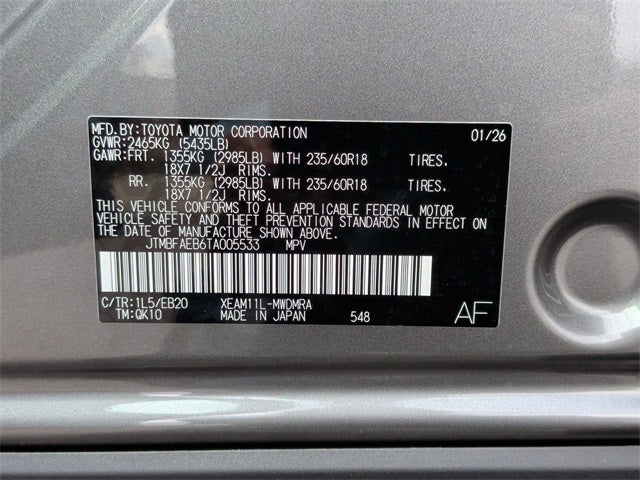 MFD.BY:TOYOTA MOTOR CORPORATION 01/26
GVWR:2465KG (5435LB)
GAWR:FRT. 1355KG (2985LB) WITH 235/60R18 TIRES.
18X7 1/2J RIMS.
RR. 1355KG (2985LB) WITH 235/60R18 TIRES.
18X7 1/2J RIMS.
THIS VEHICLE CONFORMS TO ALL APPLICABLE FEDERAL MOTOR
VEHICLE SAFETY AND THEFT PREVENTION STANDARDS IN EFFECT ON
THE DATE OF MANUFACTURE SHOWN ABOVE.
JTMBFAEB6TA005533 MPV
C/TR:1L5/EB20 XEAM11L-MWDMRA
TM:QK10 MADE IN JAPAN 548 AF